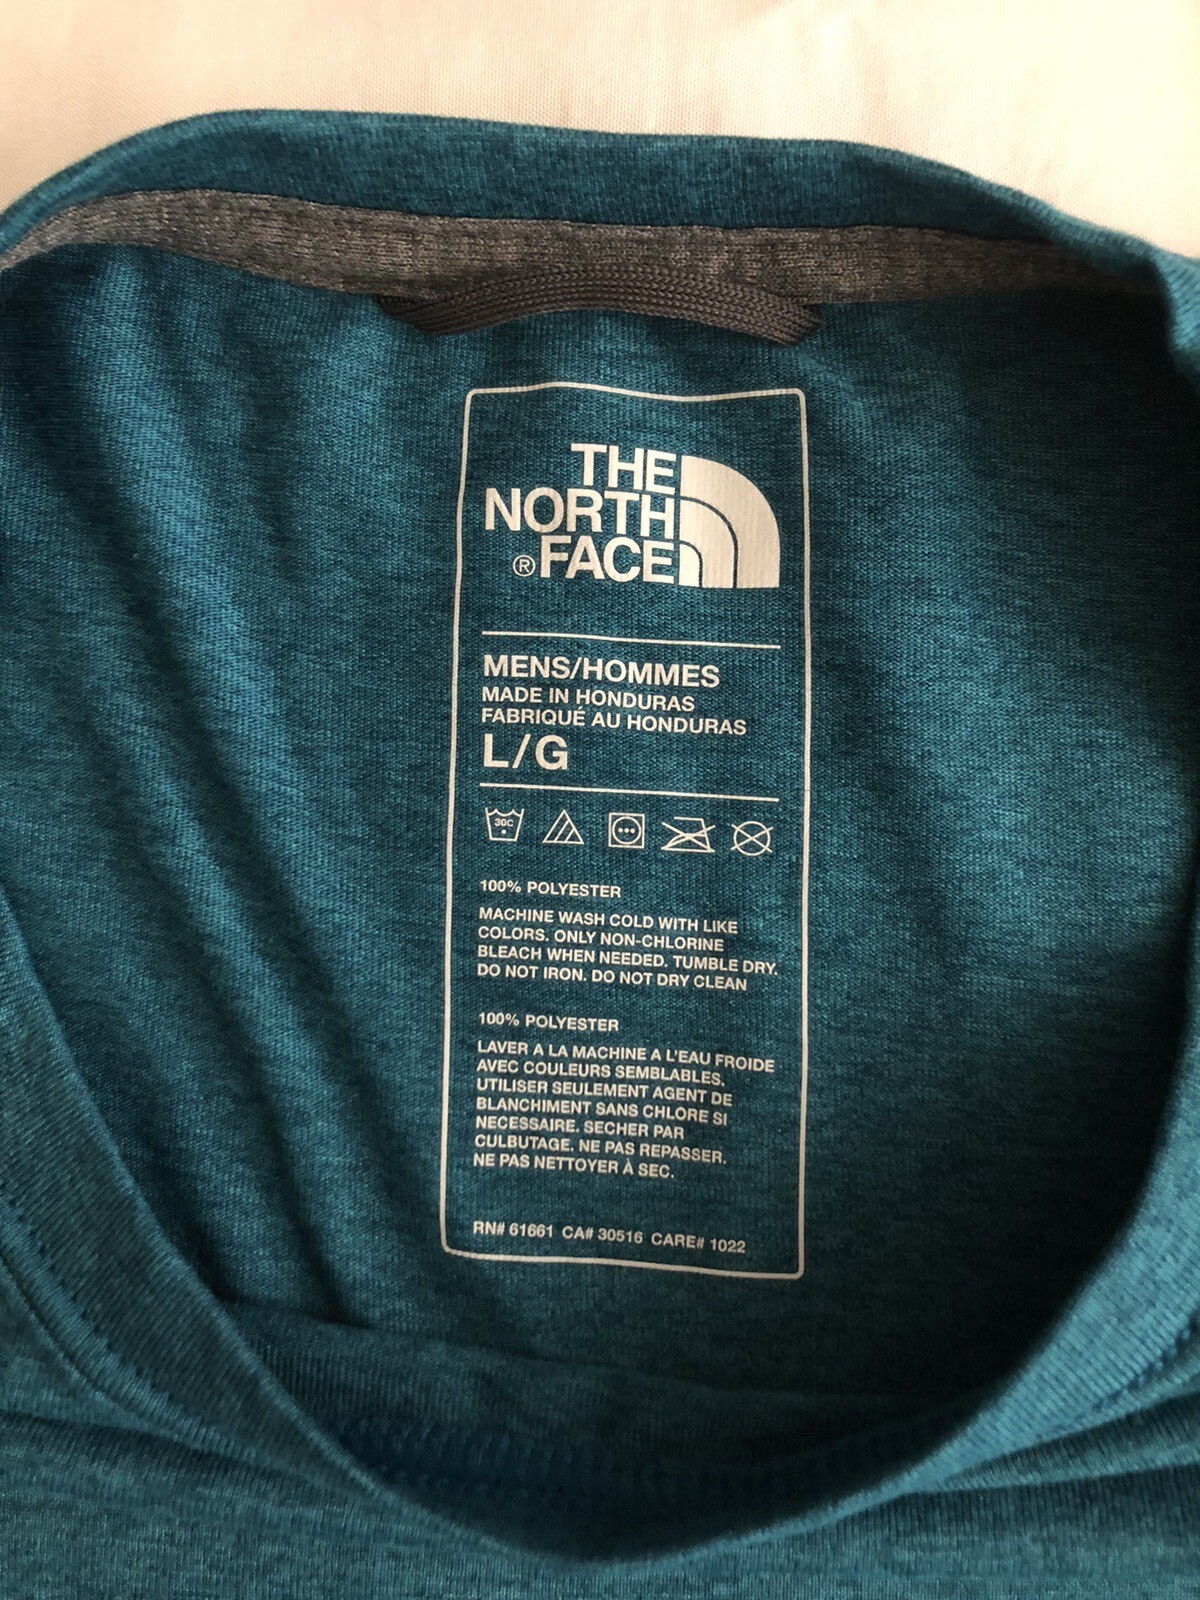 THE
NORTH
® FACE
MENS/HOMMES
MADE IN HONDURAS
FABRIQUÉ AU HONDURAS
L/G
30C
100% POLYESTER
MACHINE WASH COLD WITH LIKE
COLORS. ONLY NON-CHLORINE
BLEACH WHEN NEEDED. TUMBLE DRY.
DO NOT IRON. DO NOT DRY CLEAN
100% POLYESTER
LAVER A LA MACHINE A L'EAU FROIDE
AVEC COULEURS SEMBLABLES.
UTILISER SEULEMENT AGENT DE
BLANCHIMENT SANS CHLORE SI
NECESSAIRE. SECHER PAR
CULBUTAGE. NE PAS REPASSER.
NE PAS NETTOYER À SEC.
RN# 61661 CA# 30516 CARE# 1022